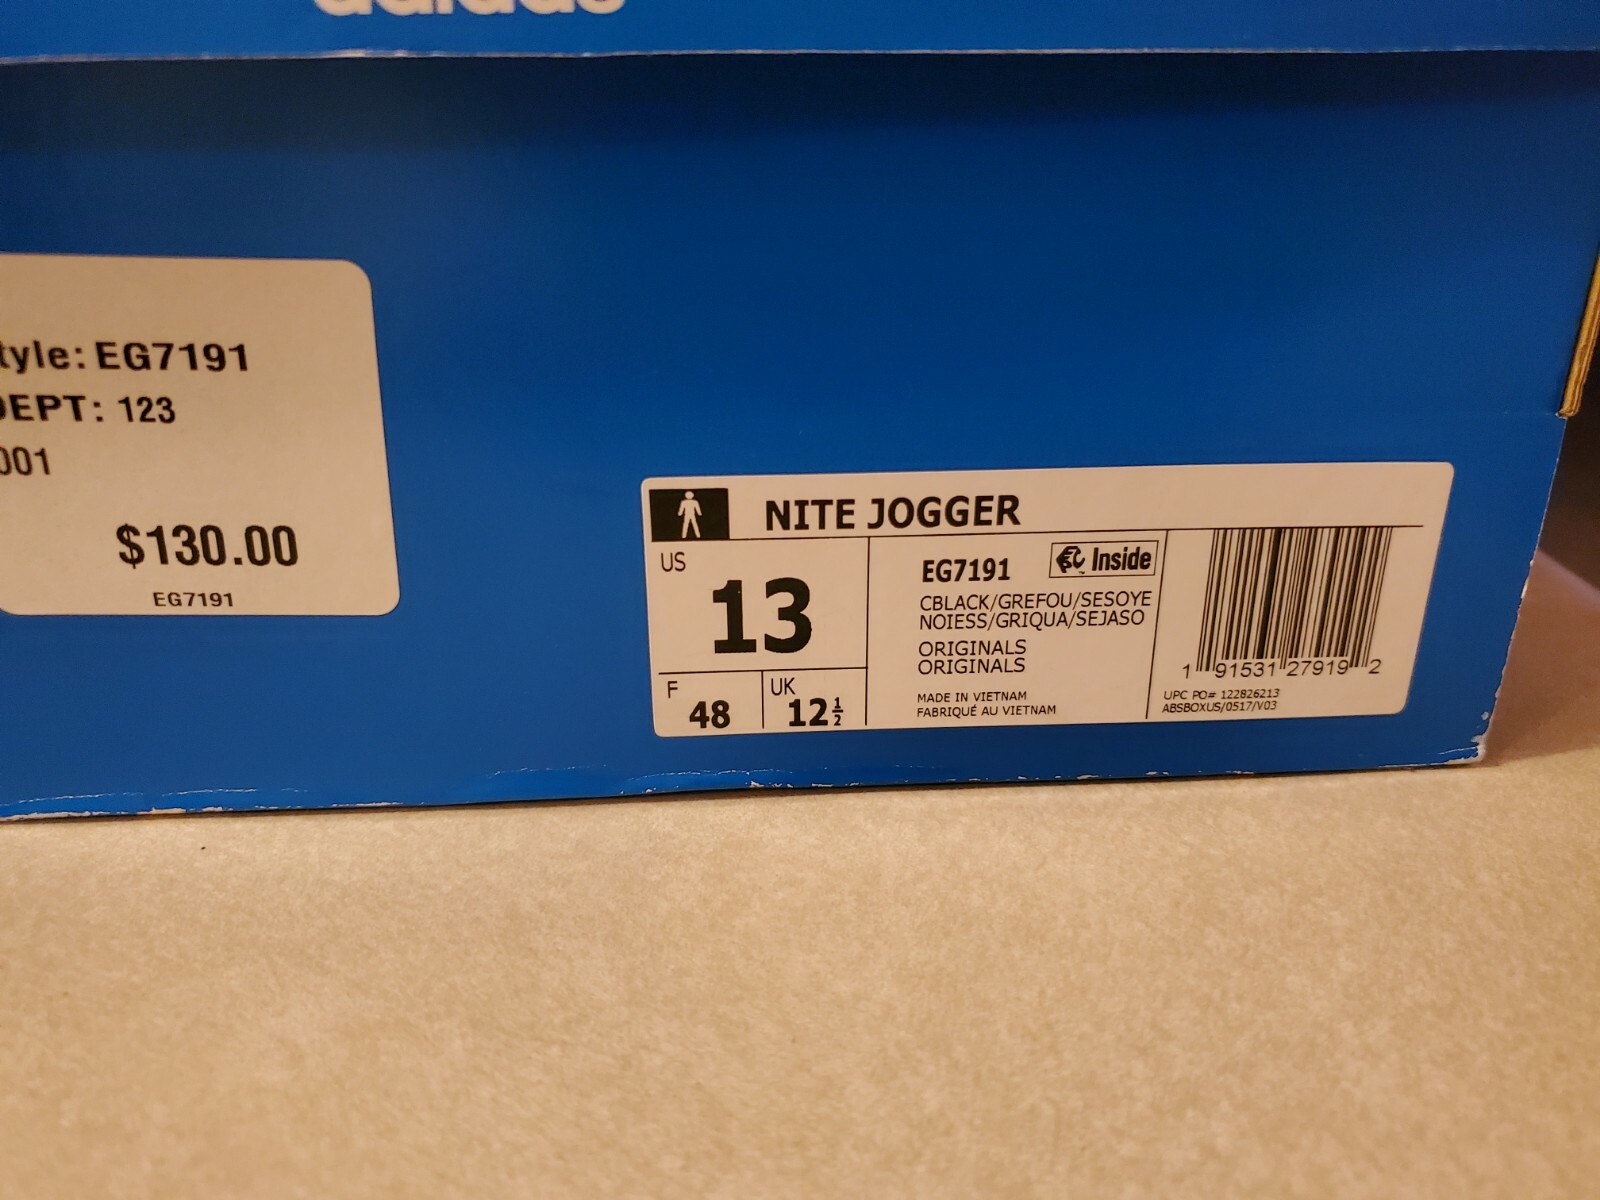 adidas
tyle: EG7191
DEPT: 123
001
$130.00
EG7191
NITE JOGGER
US
13
F
48
UK
12½
EG7191
Inside
CBLACK/GREFOU/SESOYE
NOIESS/GRIQUA/SEJASO
ORIGINALS
ORIGINALS
MADE IN VIETNAM
FABRIQUÉ AU VIETNAM
1 91531 27919 2
UPC PO# 122826213
ABSBOXUS/0517/V03